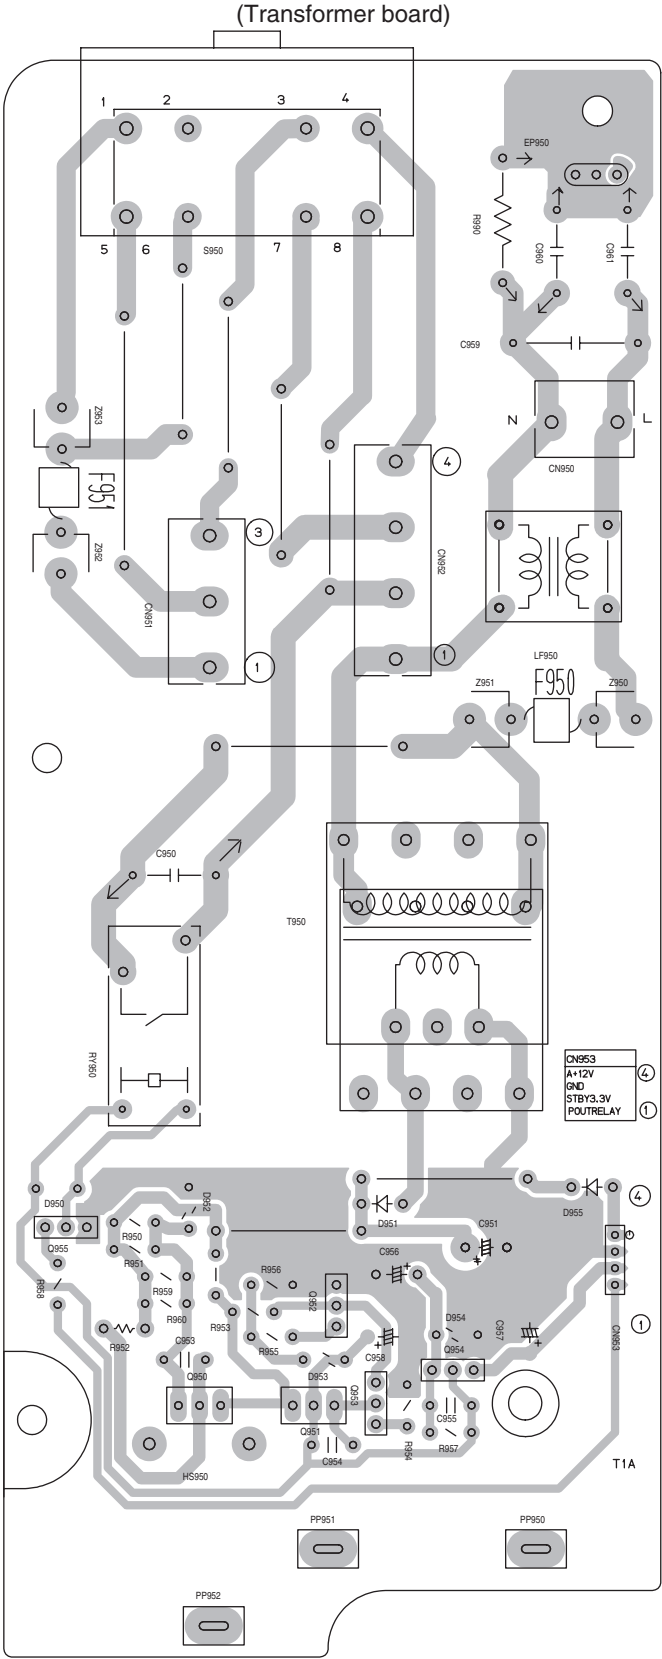 (Transformer board)
1 2 3 4
EP950
R990
5 6 S950 7 8
C960 C961
C959
Z953
N L
CN950
F951
3 4
Z952
CN951
CN952
1 1
LF950
F950
Z951 Z950
C950
T950
RY950
CN953
A+12V 4
GND
STBY3.3V
POUTRELAY 1
D950 D952
D951 D955 4
Q955 R950
R951 C951
R958 R959 R956 C956
R960 R953 Q952
R952 R955 D954 C957
C953 C958 Q954 CN953 1
Q950 D953
Q953
Q951 C955
C954 R954 R957
HS950 T1A
PP951 PP950
PP952